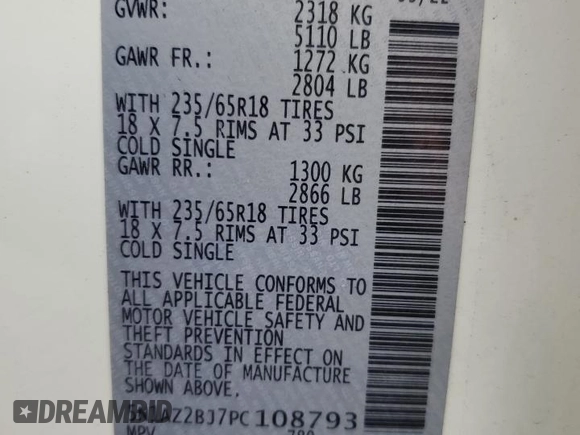 GVWR: 2318 KG
5110 LB
GAWR FR.: 1272 KG
2804 LB
WITH 235/65R18 TIRES
18 X 7.5 RIMS AT 33 PSI
COLD SINGLE
GAWR RR.: 1300 KG
2866 LB
WITH 235/65R18 TIRES
18 X 7.5 RIMS AT 33 PSI
COLD SINGLE
THIS VEHICLE CONFORMS TO
ALL APPLICABLE FEDERAL
MOTOR VEHICLE SAFETY AND
THEFT PREVENTION
STANDARDS IN EFFECT ON
THE DATE OF MANUFACTURE
SHOWN ABOVE.
Z2BJ7PC108793
MPV
DREAMBID.COM